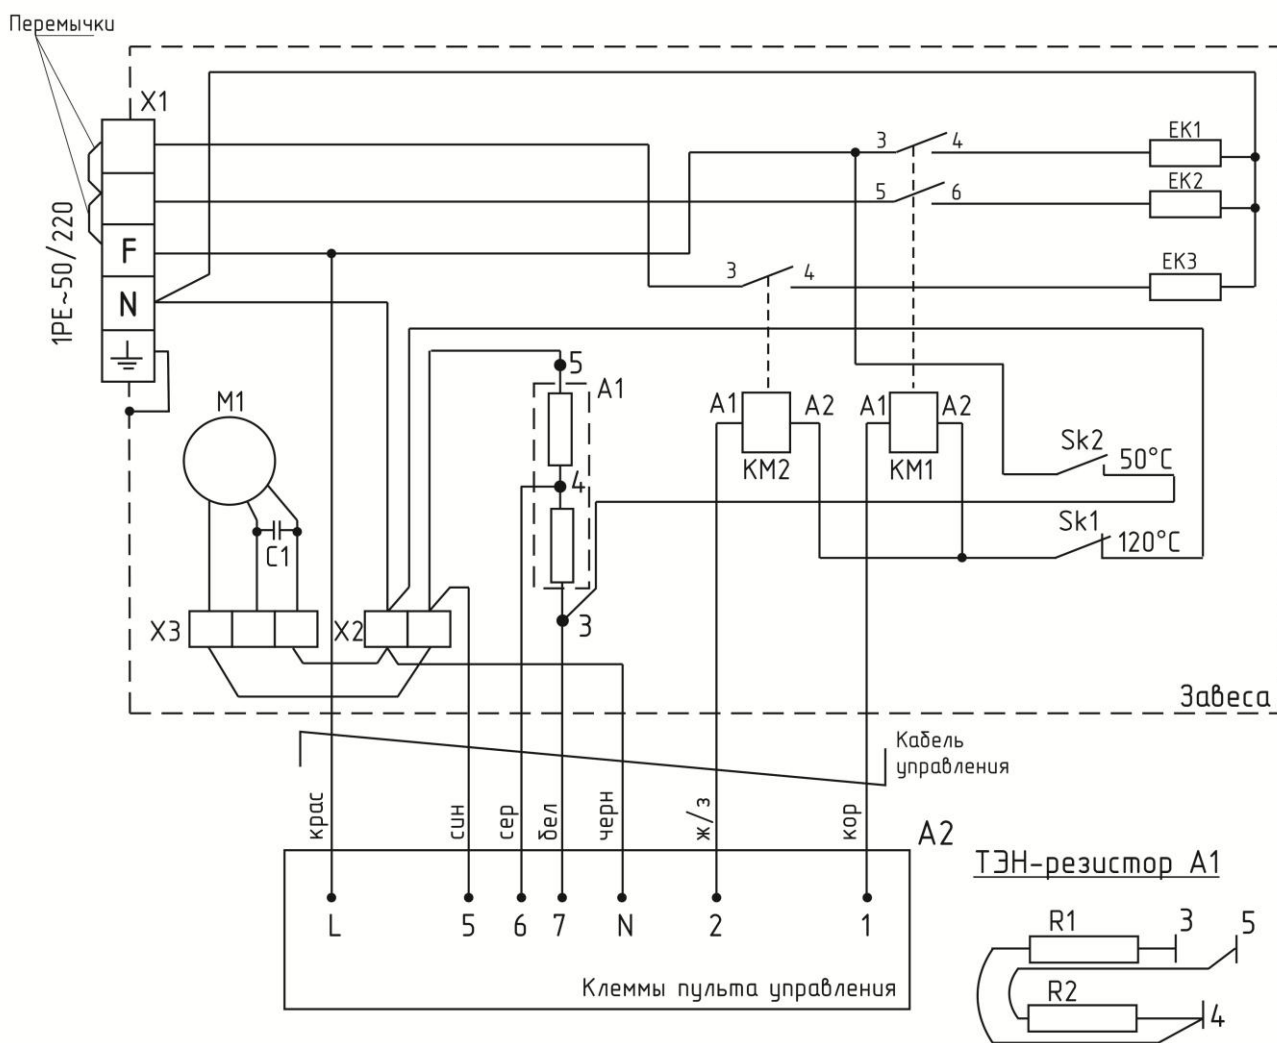 Перемычки
X1
3
4
EK1
5
6
EK2
1PE~50/220
F
N
3
4
EK3
5
A1
M1
A1
A2
A1
A2
Sk2
50°C
KM2
KM1
4
Sk1
120°C
C1
X3
X2
3
Завеса
Кабель
управления
крас
син
сер
бел
черн
ж/з
кор
A2
ТЭН-резистор A1
L
5
6
7
N
2
1
R1
3
5
R2
4
Клеммы пульта управления